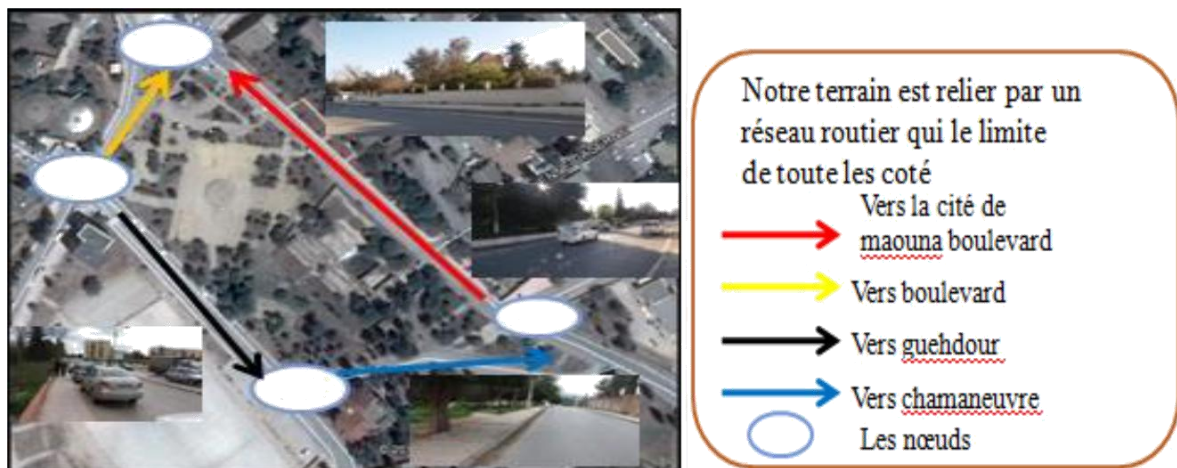 Notre terrain est relier par un
réseau routier qui le limite
de toute les coté
Vers la cité de
maouna boulevard
Vers boulevard
Vers guehdour
Vers chamaneuvre
Les nœuds